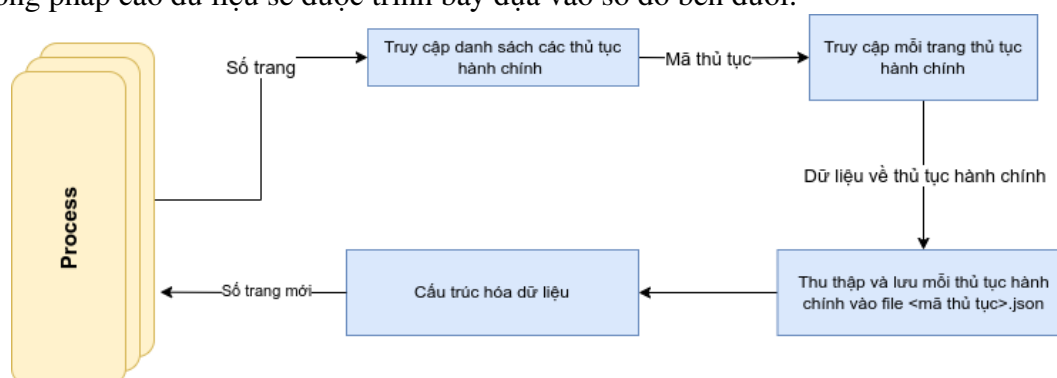 pháp cào dữ liệu sẽ được trình bày dựa vào sơ đồ bên dưới.
Số trang
Truy cập danh sách các thủ tục
hành chính
Mã thủ tục
Truy cập mỗi trang thủ tục
hành chính
Dữ liệu về thủ tục hành chính
Process
Số trang mới
Cấu trúc hóa dữ liệu
Thu thập và lưu mỗi thủ tục hành
chính vào file <mã thủ tục>.json